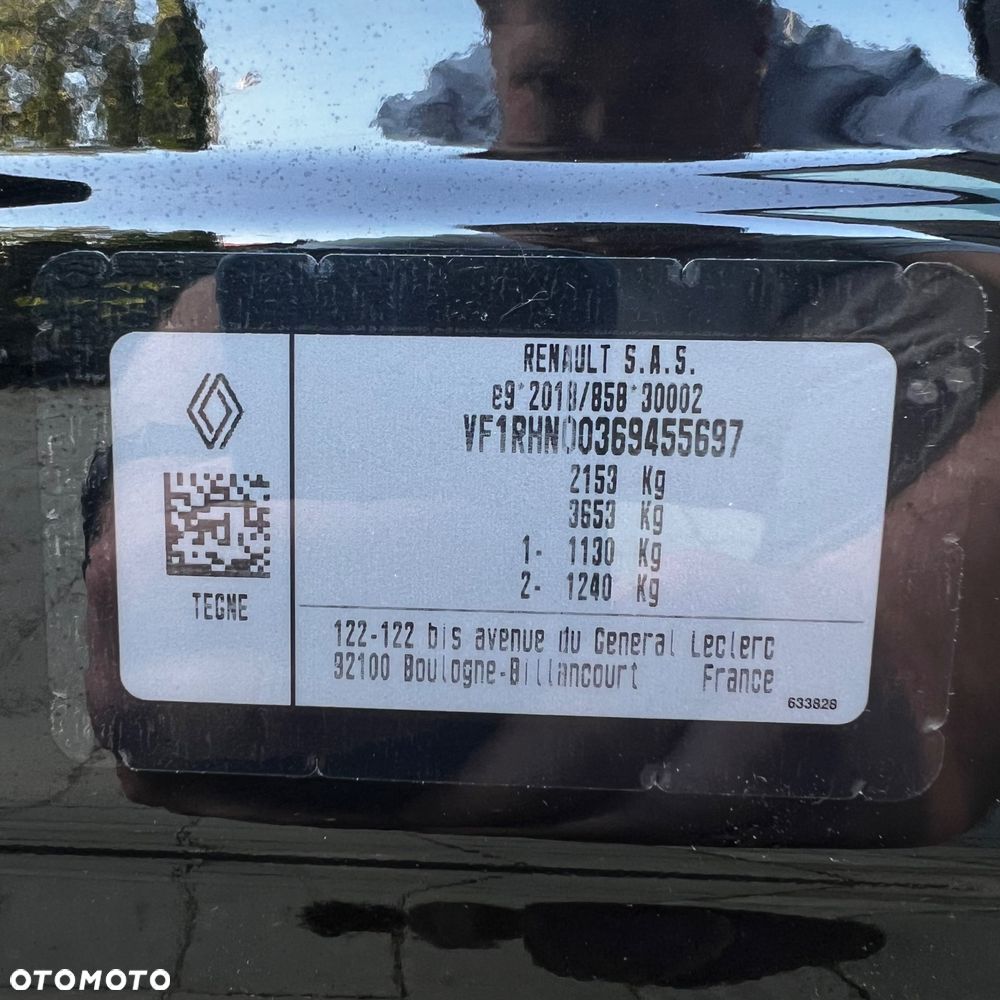 RENAULT S.A.S.
e9*2018/858*30002
VF1RHN00369455697
2153 Kg
3653 Kg
1- 1130 Kg
2- 1240 Kg
TEGNE
122-122 bis avenue du General Leclerc
92100 Boulogne-Billancourt France
633828
OTOMOTO